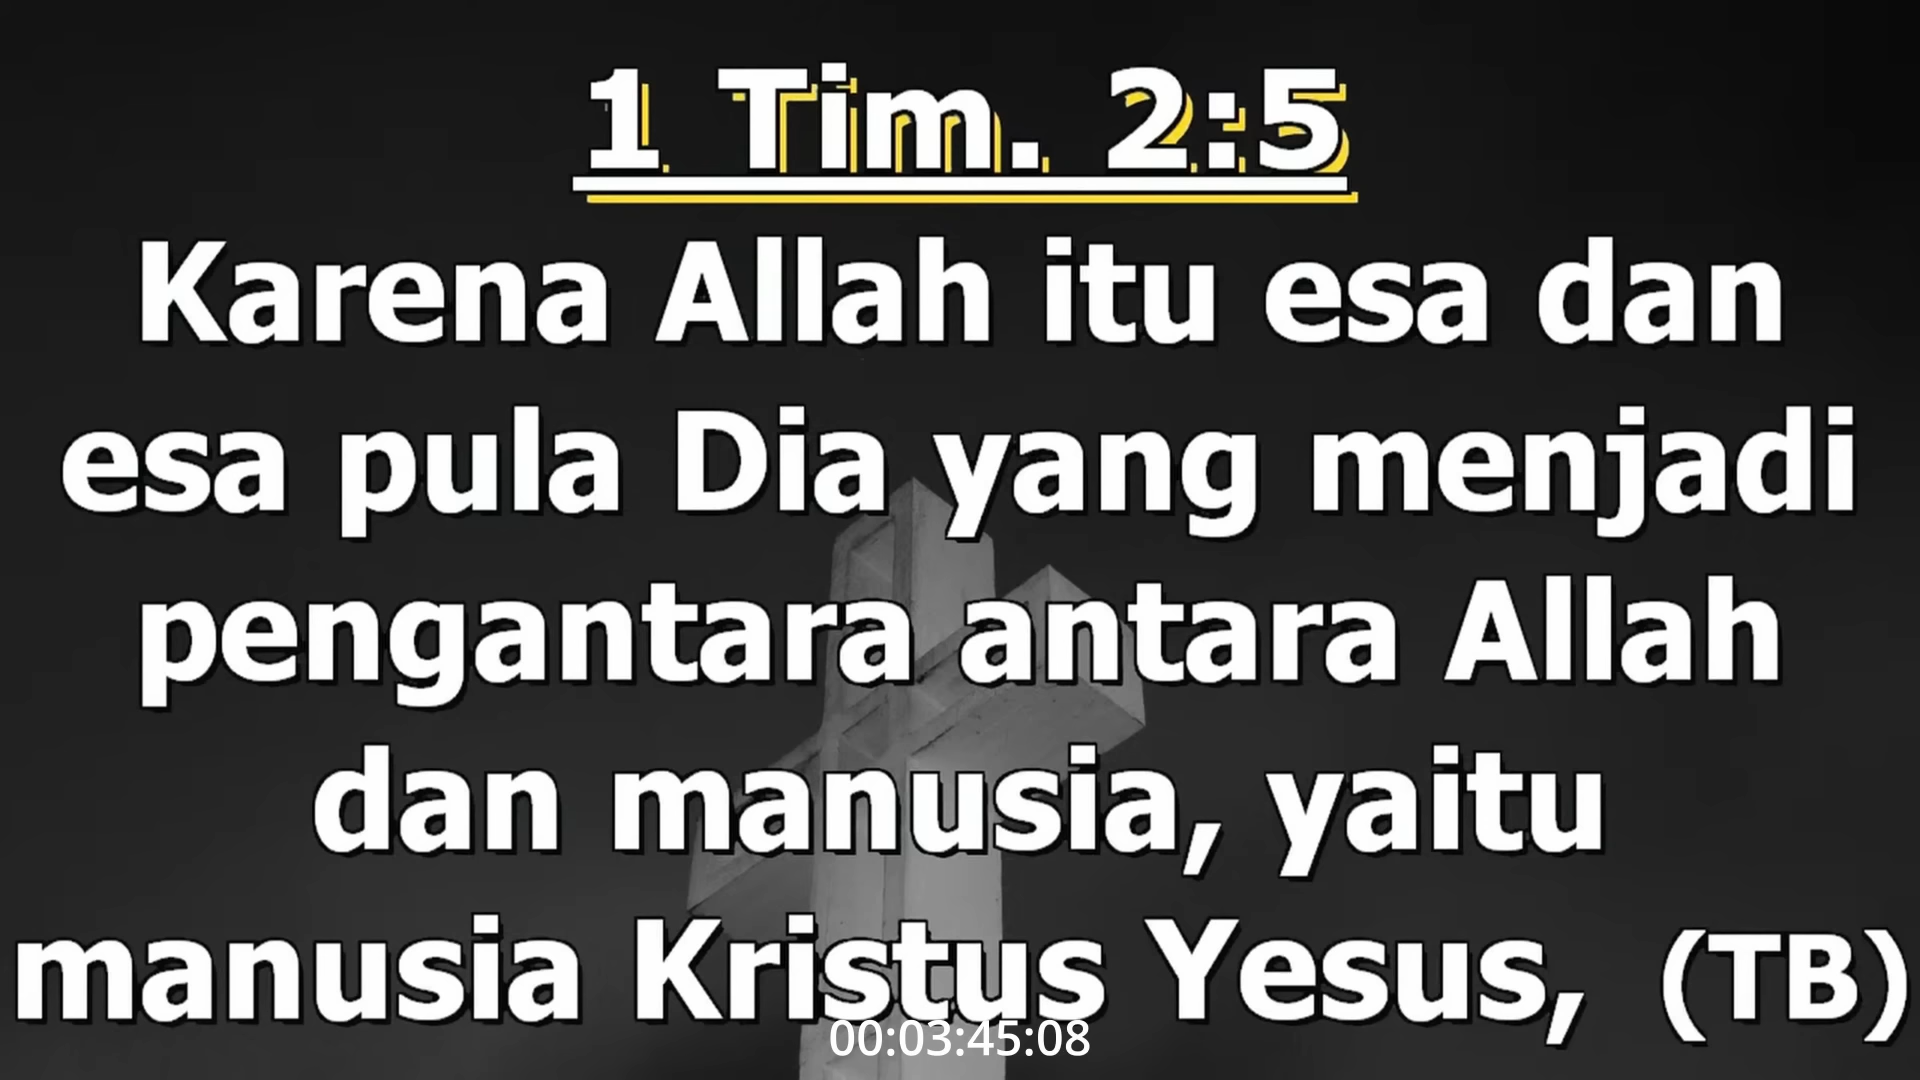 1 Tim. 2:5
Karena Allah itu esa dan
esa pula Dia yang menjadi
pengantara antara Allah
dan manusia, yaitu
manusia Kristus Yesus, (TB)
00:03:45:08